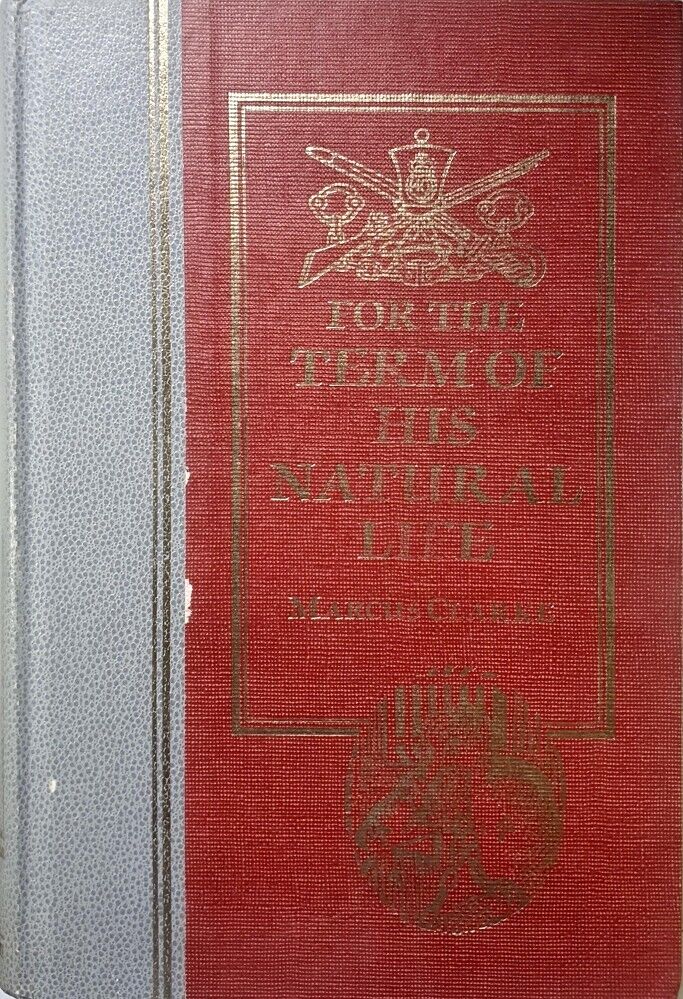 FOR THE
TERM OF
HIS
NATURAL
LIFE
MARCUS CLARKE